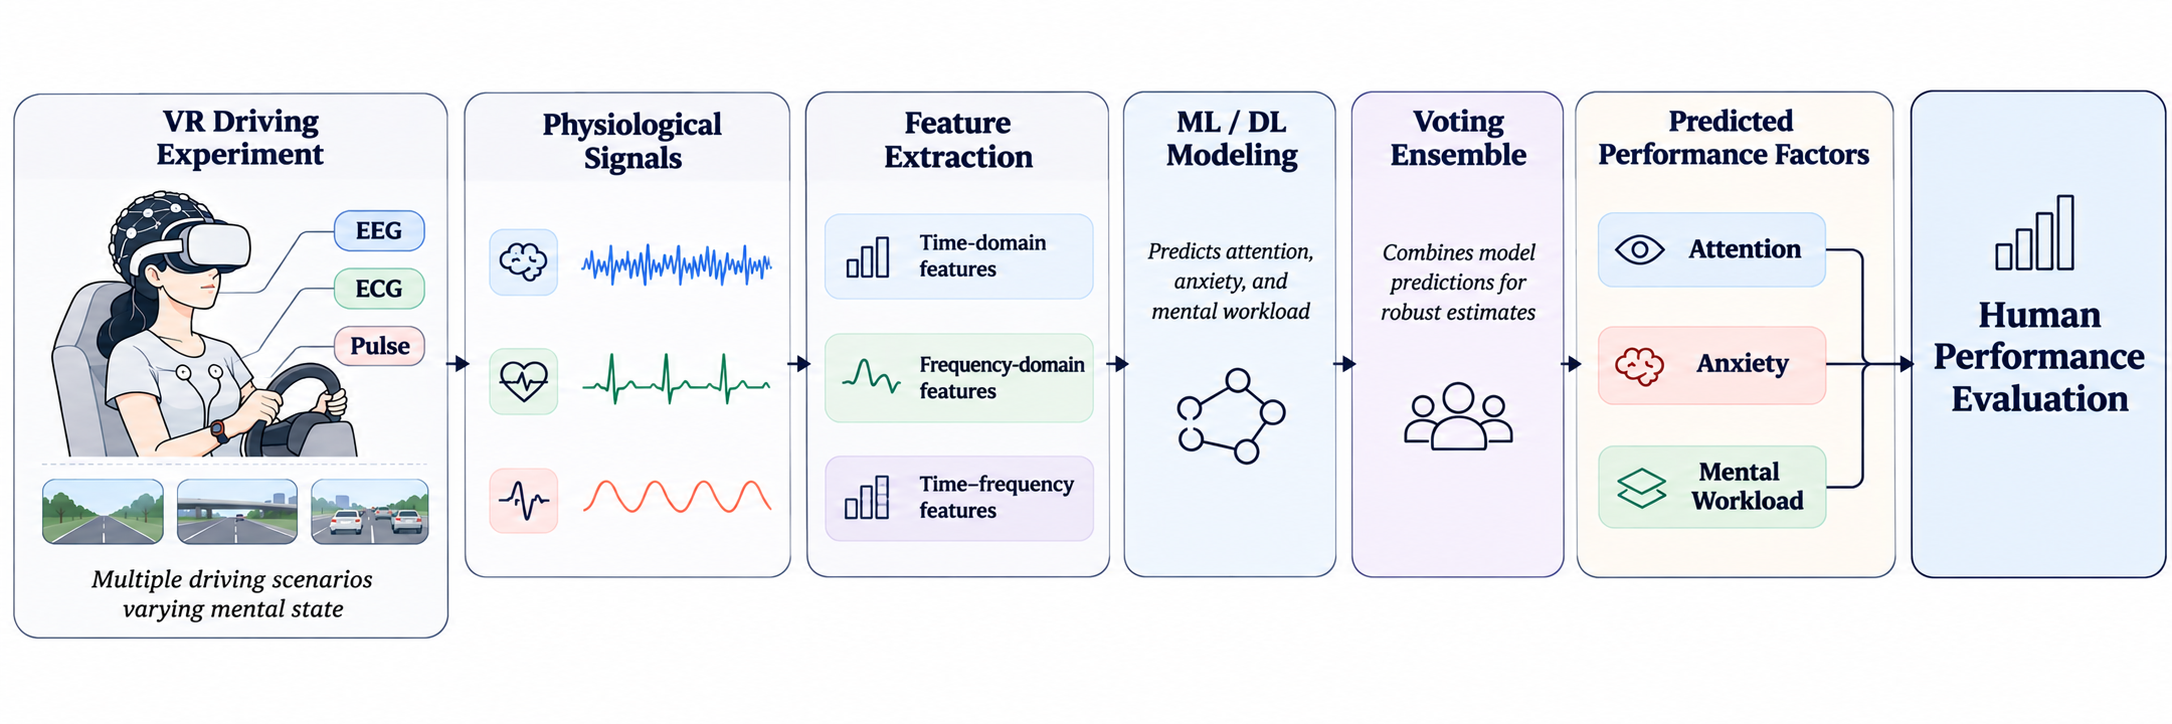 VR Driving
Experiment
EEG
ECG
Pulse
Multiple driving scenarios
varying mental state
Physiological
Signals
Feature
Extraction
Time-domain
features
Frequency-domain
features
Time–frequency
features
ML / DL
Modeling
Predicts attention,
anxiety, and
mental workload
Voting
Ensemble
Combines model
predictions for
robust estimates
Predicted
Performance Factors
Attention
Anxiety
Mental
Workload
Human
Performance
Evaluation